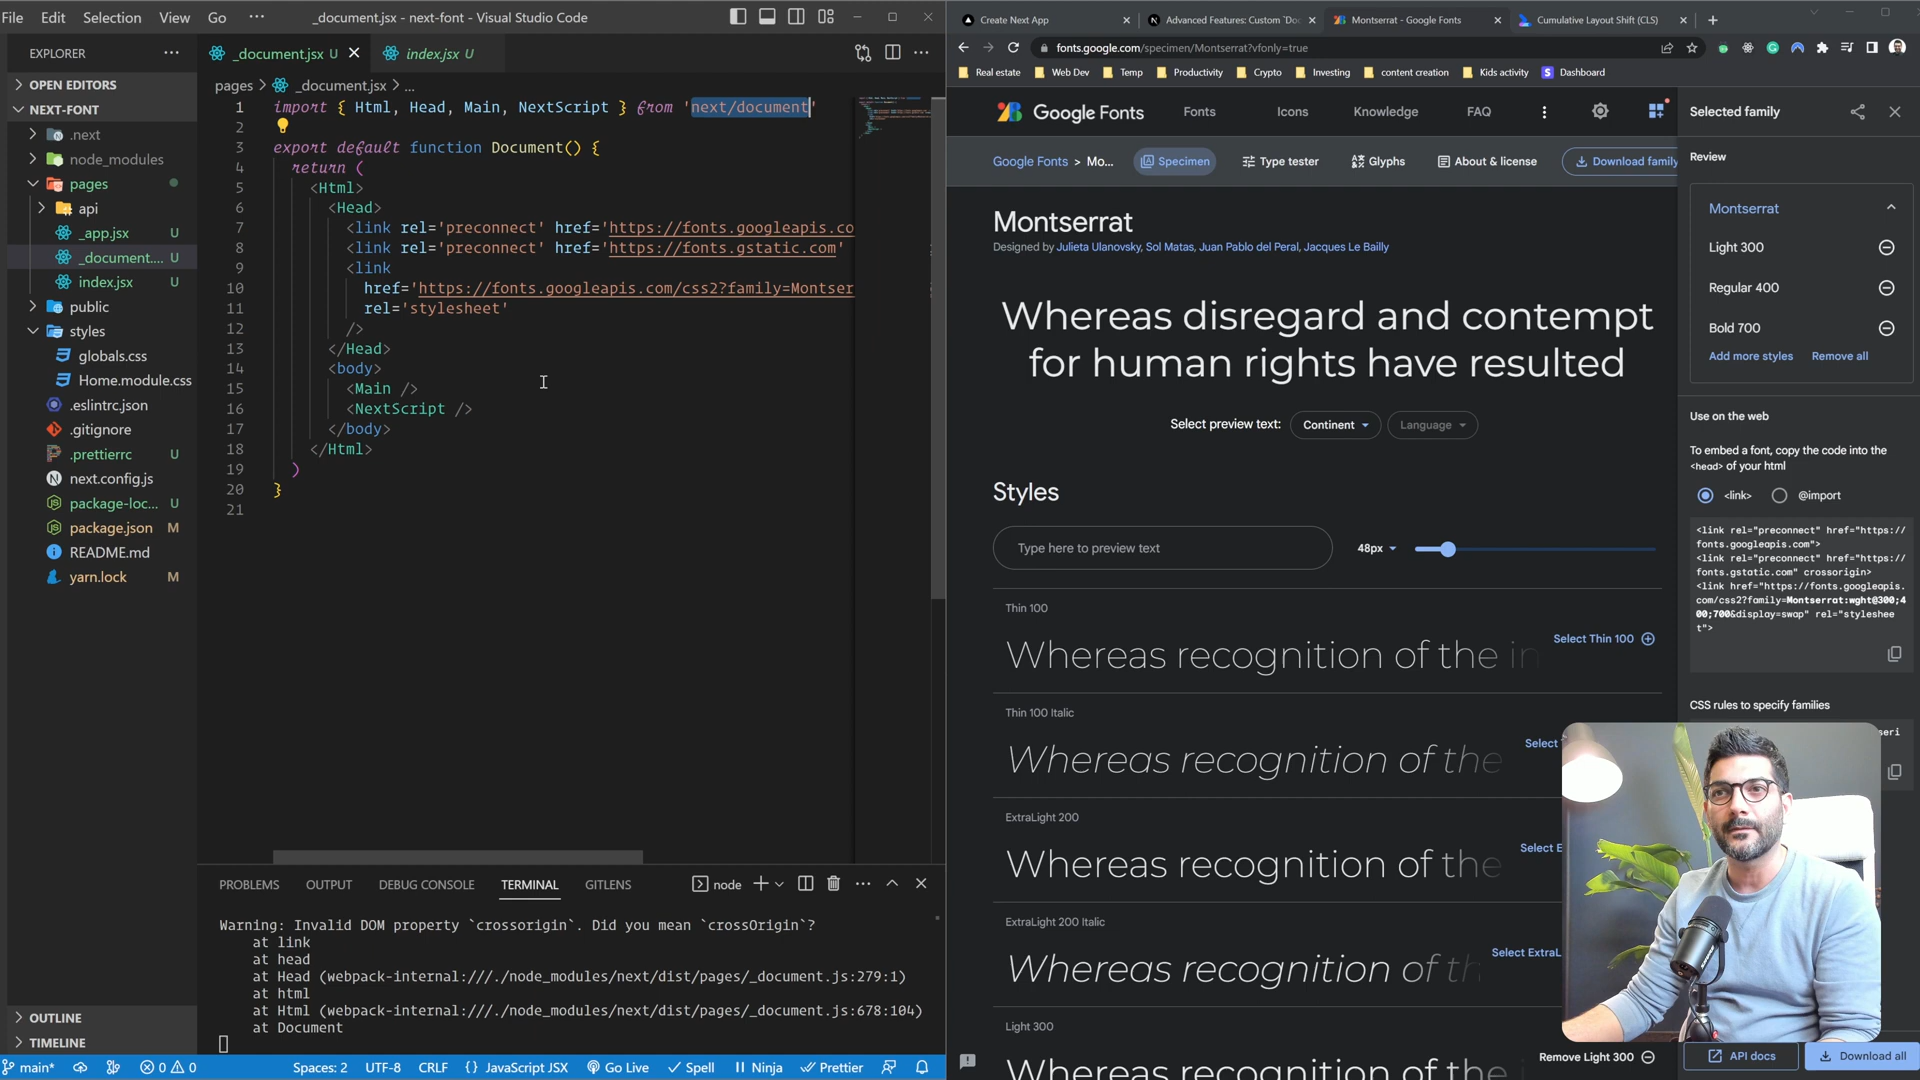 File Edit Selection View Go ··· _document.jsx - next-font - Visual Studio Code
EXPLORER ···
OPEN EDITORS
NEXT-FONT
.next
node_modules
pages
api
_app.jsx U
_document.... U
index.jsx U
public
styles
globals.css
Home.module.css
.eslintrc.json
.gitignore
.prettierrc U
next.config.js
package-loc... U
package.json M
README.md
yarn.lock M
OUTLINE
TIMELINE
_document.jsx U
index.jsx U
pages > _document.jsx > ...
1 import { Html, Head, Main, NextScript } from 'next/document'
2
3 export default function Document() {
4 return (
5 <Html>
6 <Head>
7 <link rel='preconnect' href='https://fonts.googleapis.co
8 <link rel='preconnect' href='https://fonts.gstatic.com'
9 <link
10 href='https://fonts.googleapis.com/css2?family=Montser
11 rel='stylesheet'
12 />
13 </Head>
14 <body>
15 <Main />
16 <NextScript />
17 </body>
18 </Html>
19 )
20 }
21
PROBLEMS OUTPUT DEBUG CONSOLE TERMINAL GITLENS node
Warning: Invalid DOM property `crossorigin`. Did you mean `crossOrigin`?
at link
at head
at Head (webpack-internal:///./node_modules/next/dist/pages/_document.js:279:1)
at html
at Html (webpack-internal:///./node_modules/next/dist/pages/_document.js:678:104)
at Document
main* 0 0 Spaces: 2 UTF-8 CRLF {} JavaScript JSX Go Live Spell Ninja Prettier
Create Next App
Advanced Features: Custom `Do
Montserrat - Google Fonts
Cumulative Layout Shift (CLS)
fonts.google.com/specimen/Montserrat?vfonly=true
Real estate Web Dev Temp Productivity Crypto Investing content creation Kids activity Dashboard
Google Fonts Fonts Icons Knowledge FAQ
Google Fonts > Mo... Specimen Type tester Glyphs About & license Download family
Montserrat
Designed by Julieta Ulanovsky, Sol Matas, Juan Pablo del Peral, Jacques Le Bailly
Whereas disregard and contempt
for human rights have resulted
Select preview text: Continent Language
Styles
Type here to preview text 48px
Thin 100
Whereas recognition of the in
Select Thin 100
Thin 100 Italic
Whereas recognition of the
Select
ExtraLight 200
Whereas recognition of the
Select E
ExtraLight 200 Italic
Whereas recognition of th
Select ExtraL
Light 300
Whereas recognition of the
Remove Light 300
Selected family
Review
Montserrat
Light 300
Regular 400
Bold 700
Add more styles Remove all
Use on the web
To embed a font, copy the code into the
<head> of your html
<link> @import
<link rel="preconnect" href="https://
fonts.googleapis.com">
<link rel="preconnect" href="https://
fonts.gstatic.com" crossorigin>
<link href="https://fonts.googleapis.
com/css2?family=Montserrat:wght@300;4
00;700&display=swap" rel="styleshee
t">
CSS rules to specify families
seri
API docs Download all